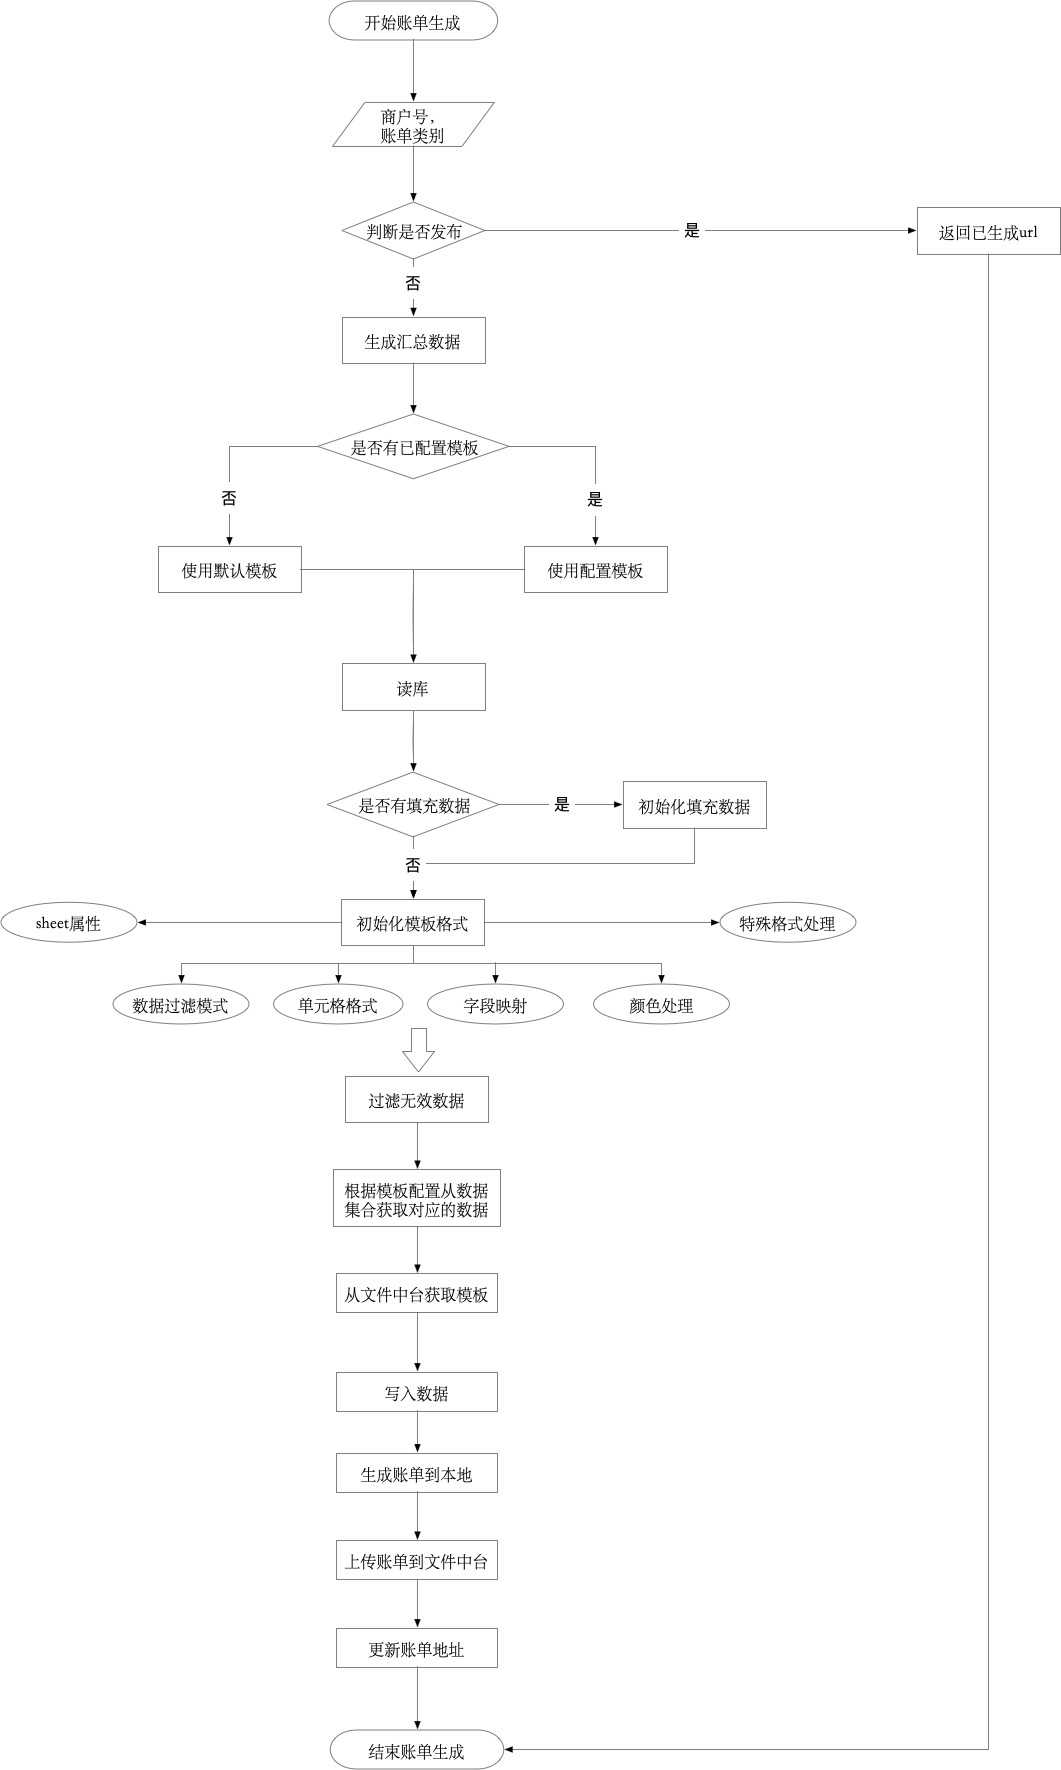 开始账单生成
商户号，
账单类别
判断是否发布
是
返回已生成url
否
生成汇总数据
是否有已配置模板
否
是
使用默认模板
使用配置模板
读库
是否有填充数据
是
初始化填充数据
否
sheet属性
初始化模板格式
特殊格式处理
数据过滤模式
单元格格式
字段映射
颜色处理
过滤无效数据
根据模板配置从数据
集合获取对应的数据
从文件中台获取模板
写入数据
生成账单到本地
上传账单到文件中台
更新账单地址
结束账单生成